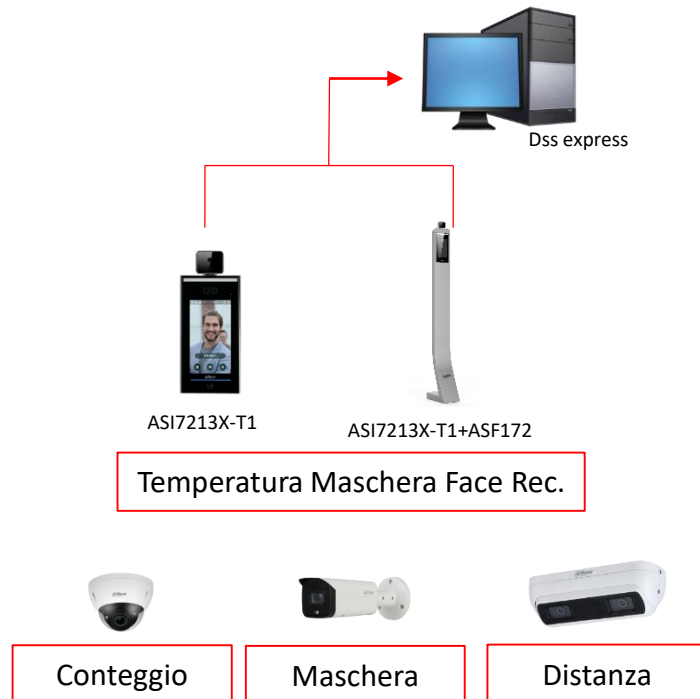 Dss express
ASI7213X-T1
ASI7213X-T1+ASF172
Temperatura Maschera Face Rec.
Conteggio
Maschera
Distanza